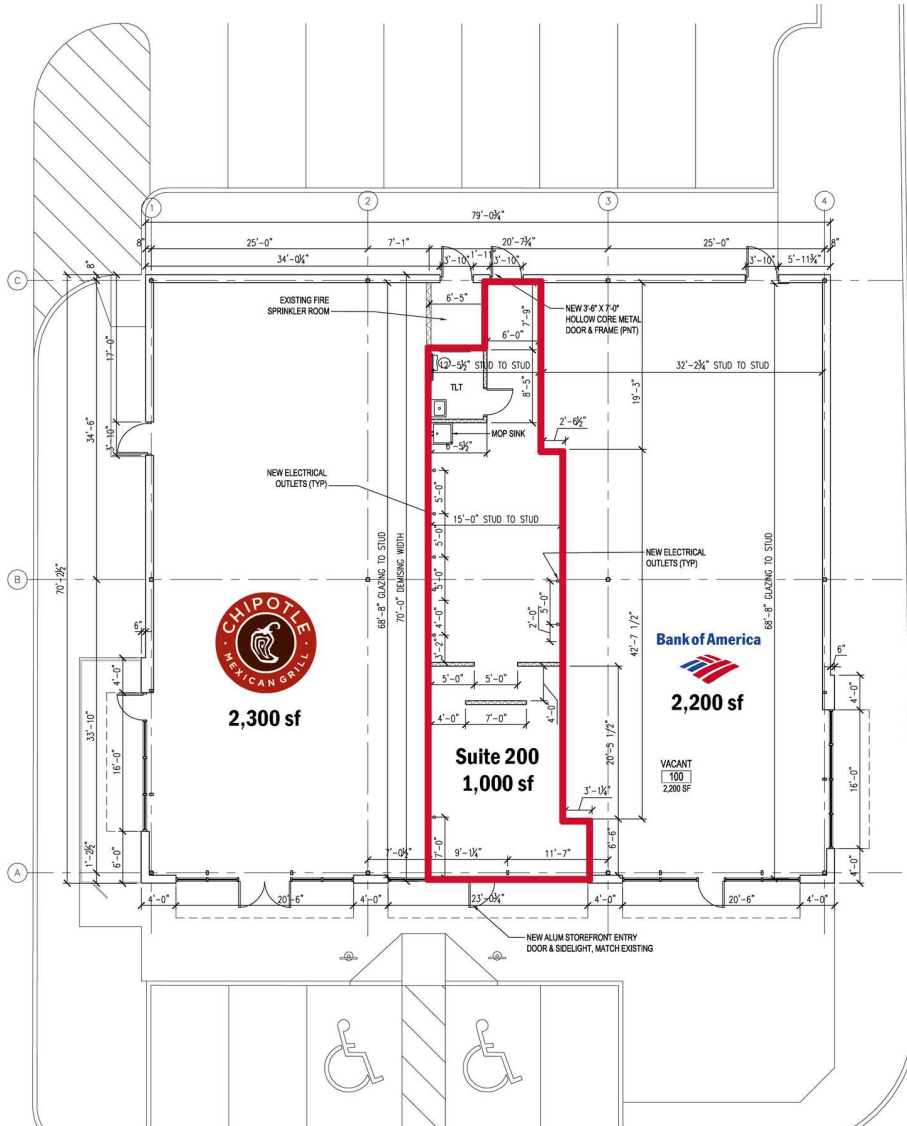 1
2
3
4
79'-0¾"
8"
25'-0"
7'-1"
20'-7¾"
25'-0"
8"
34'-0¼"
3'-10"
1'-11"
3'-10"
3'-10"
5'-11¾"
8"
C
EXISTING FIRE
SPRINKLER ROOM
6'-5"
7'-9"
6'-0"
NEW 3'-6" X 7'-0"
HOLLOW CORE METAL
DOOR & FRAME (PNT)
17'-0"
12'-5½" STUD TO STUD
32'-2¾" STUD TO STUD
TLT
8'-5"
19'-3"
34'-6"
3'-10"
2'-6½"
MOP SINK
6'-5½"
NEW ELECTRICAL
OUTLETS (TYP)
5'-0"
15'-0" STUD TO STUD
5'-0"
NEW ELECTRICAL
OUTLETS (TYP)
B
70'-2½"
68'-8" GLAZING TO STUD
70'-0" DEMISING WIDTH
5'-0"
5'-0"
2'-0"
68'-8" GLAZING TO STUD
CHIPOTLE
MEXICAN GRILL
2,300 sf
6"
4'-0"
3'-2"
42'-7 1/2"
Bank of America
2,200 sf
6"
4'-0"
5'-0"
5'-0"
4'-0"
4'-0"
7'-0"
4'-0"
33'-10"
16'-0"
Suite 200
1,000 sf
20'-5 1/2"
VACANT
100
2,200 SF
16'-0"
3'-1¼"
1'-2½"
6'-0"
7'-0"
6'-6"
7'-0½"
9'-1¼"
11'-7"
4'-0"
A
4'-0"
20'-6"
4'-0"
23'-0¾"
4'-0"
20'-6"
4'-0"
NEW ALUM STOREFRONT ENTRY
DOOR & SIDELIGHT, MATCH EXISTING